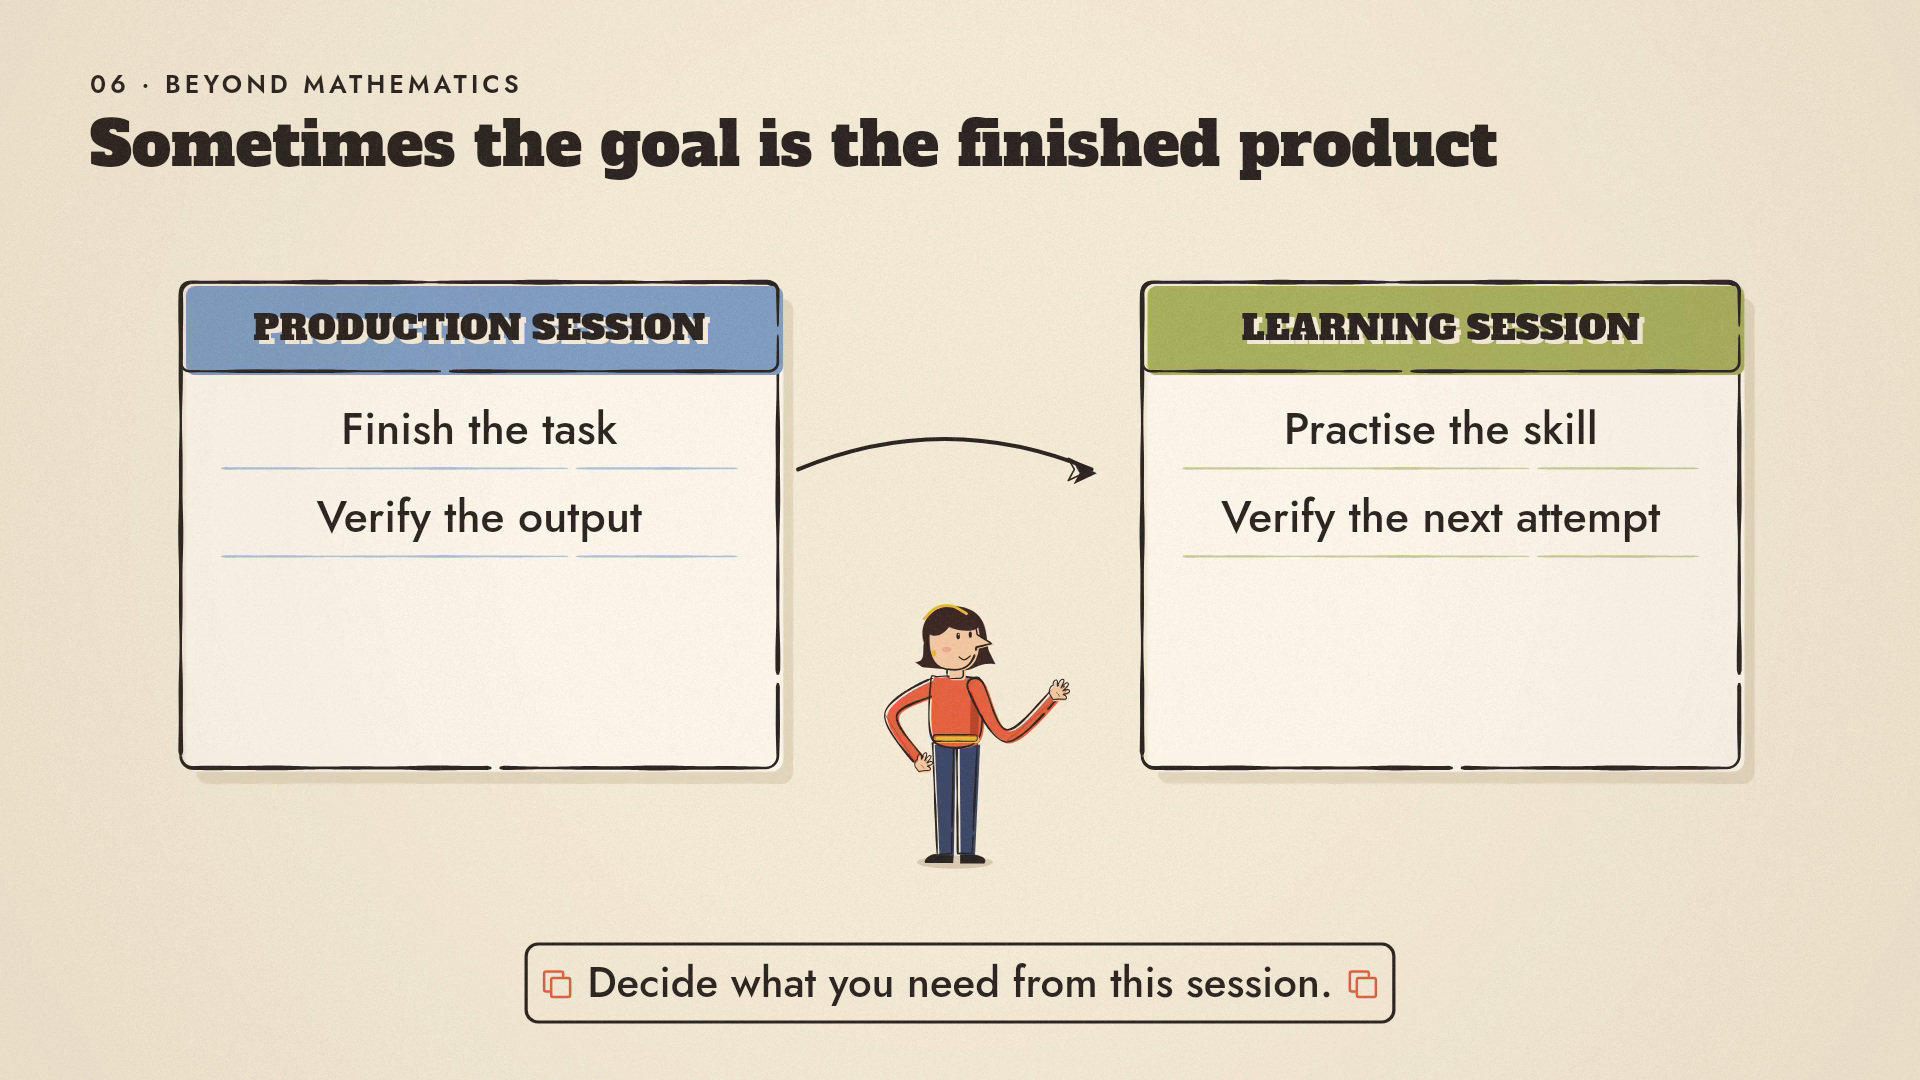 06 · BEYOND MATHEMATICS
Sometimes the goal is the finished product
PRODUCTION SESSION
Finish the task
Verify the output
LEARNING SESSION
Practise the skill
Verify the next attempt
Decide what you need from this session.